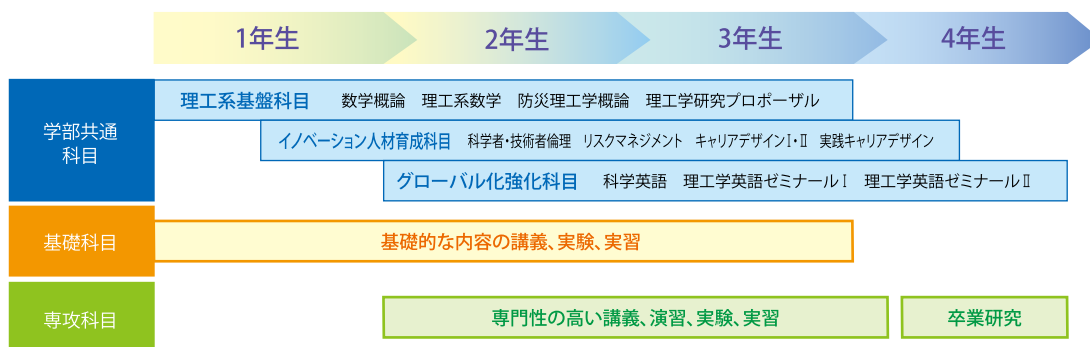 1年生 2年生 3年生 4年生
学部共通
科目
理工系基盤科目 数学概論 理工系数学 防災理工学概論 理工学研究プロポーザル
イノベーション人材育成科目 科学者・技術者倫理 リスクマネジメント キャリアデザインⅠ・Ⅱ 実践キャリアデザイン
グローバル化強化科目 科学英語 理工学英語ゼミナールⅠ 理工学英語ゼミナールⅡ
基礎科目
基礎的な内容の講義、実験、実習
専攻科目
専門性の高い講義、演習、実験、実習
卒業研究